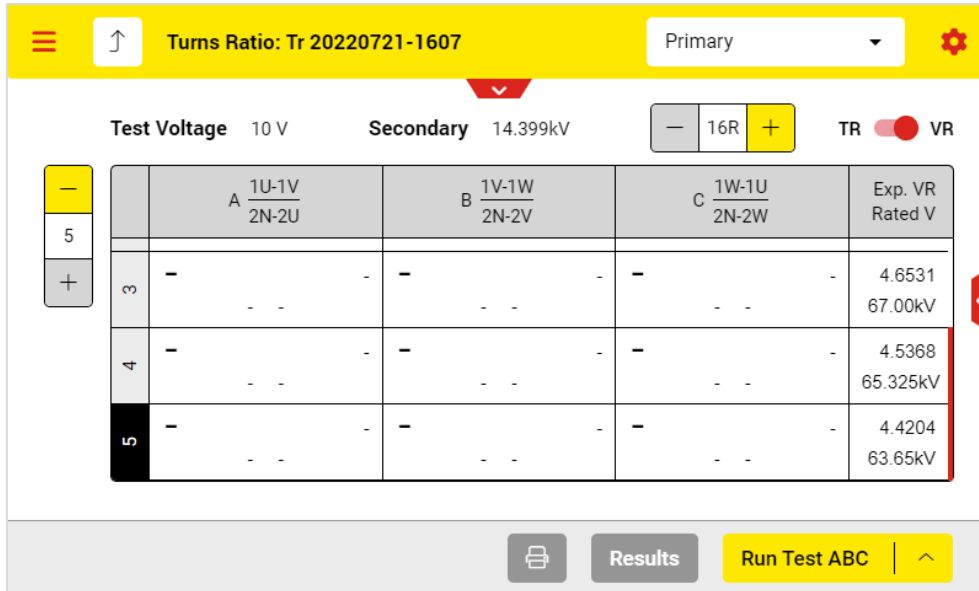 Turns Ratio: Tr 20220721-1607
Primary
Test Voltage 10 V Secondary 14.399kV − 16R + TR VR
−
5
+
A 1U-1V
2N-2U
B 1V-1W
2N-2V
C 1W-1U
2N-2W
Exp. VR
Rated V
3 – - – - – - 4.6531
- - - - - - 67.00kV
4 – - – - – - 4.5368
- - - - - - 65.325kV
5 – - – - – - 4.4204
- - - - - - 63.65kV
Results
Run Test ABC